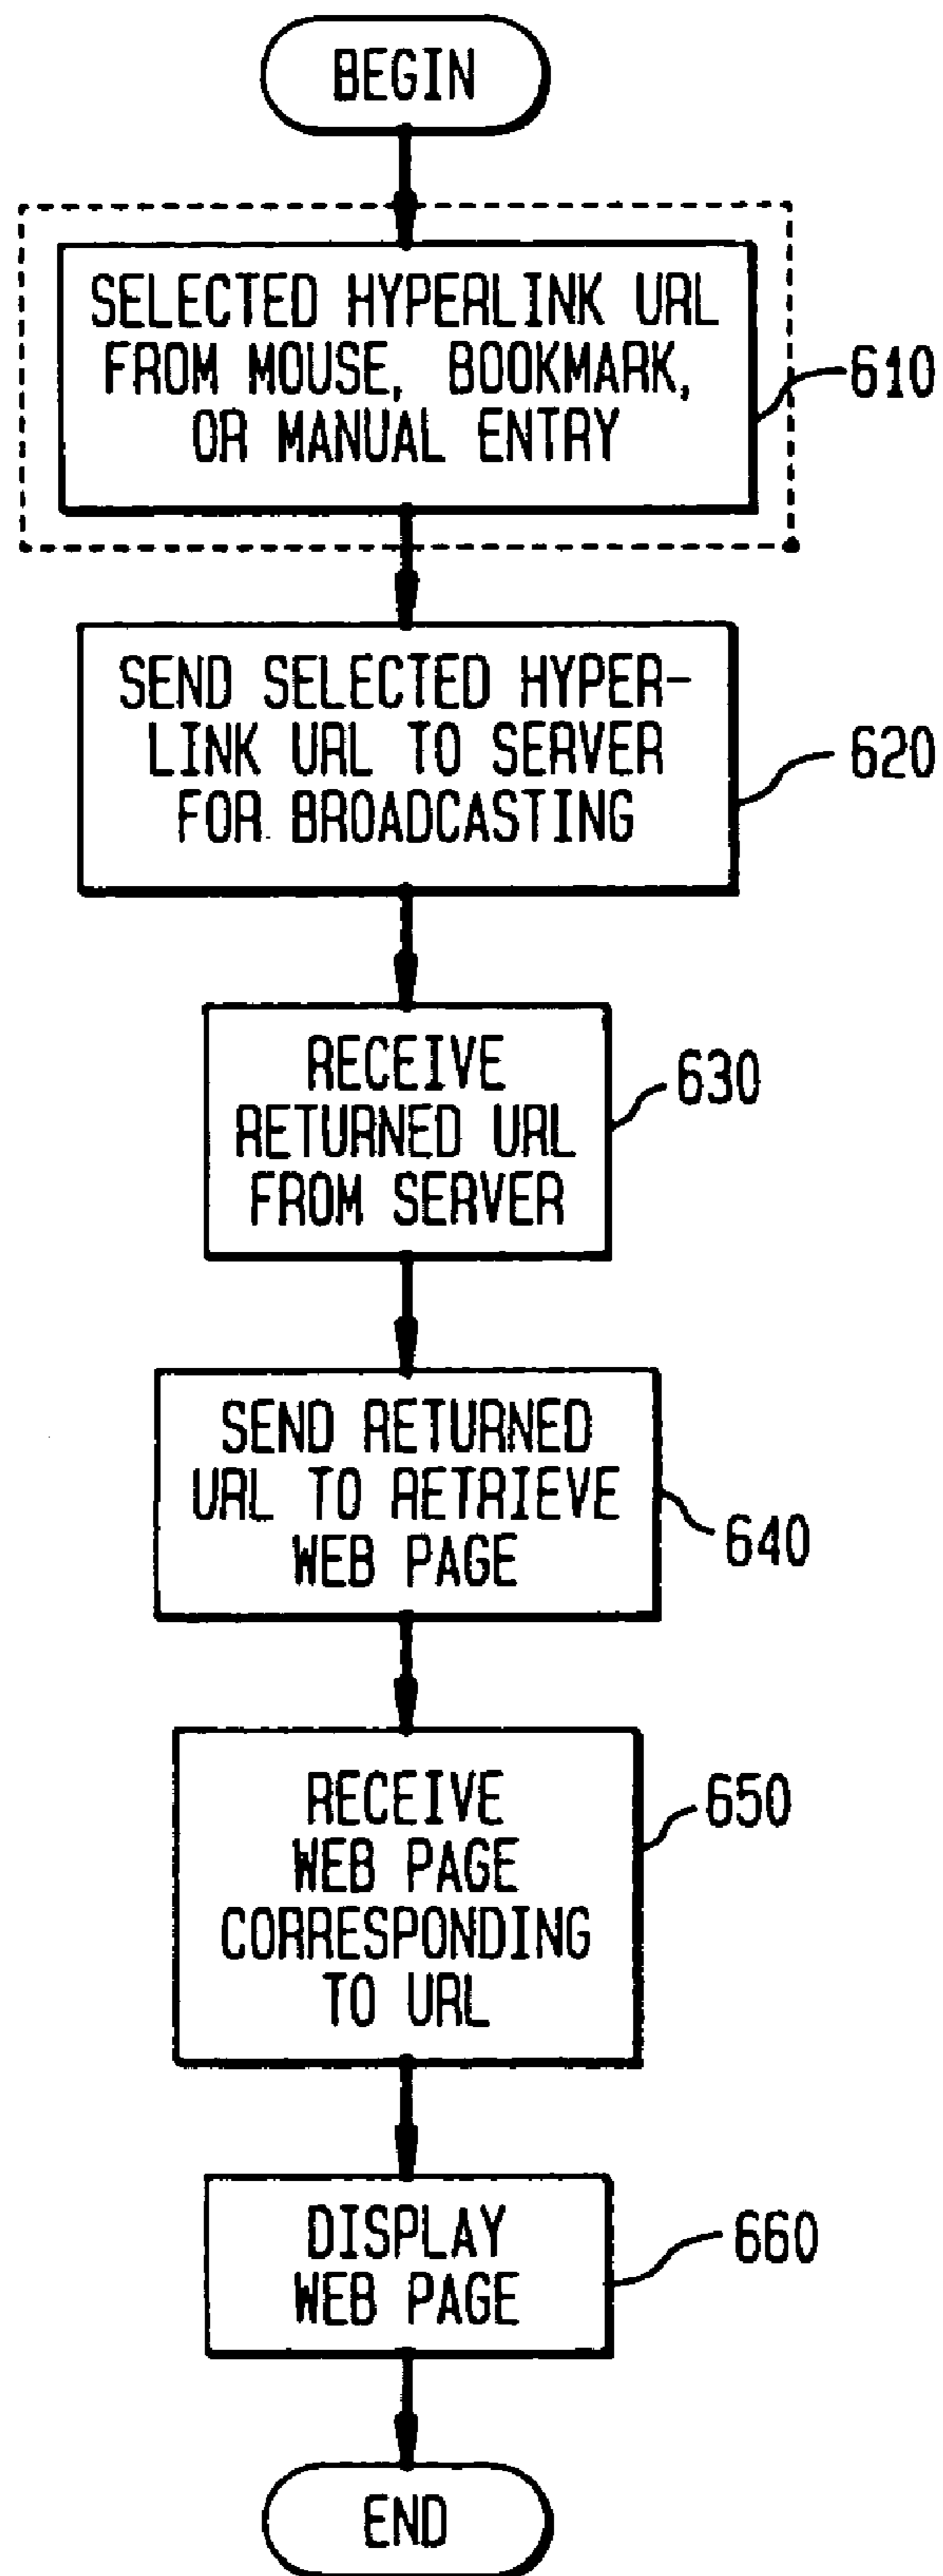 BEGIN
SELECTED HYPERLINK URL
FROM MOUSE, BOOKMARK,
OR MANUAL ENTRY
610
SEND SELECTED HYPER-
LINK URL TO SERVER
FOR BROADCASTING
620
RECEIVE
RETURNED URL
FROM SERVER
630
SEND RETURNED
URL TO RETRIEVE
WEB PAGE
640
RECEIVE
WEB PAGE
CORRESPONDING
TO URL
650
DISPLAY
WEB PAGE
660
END